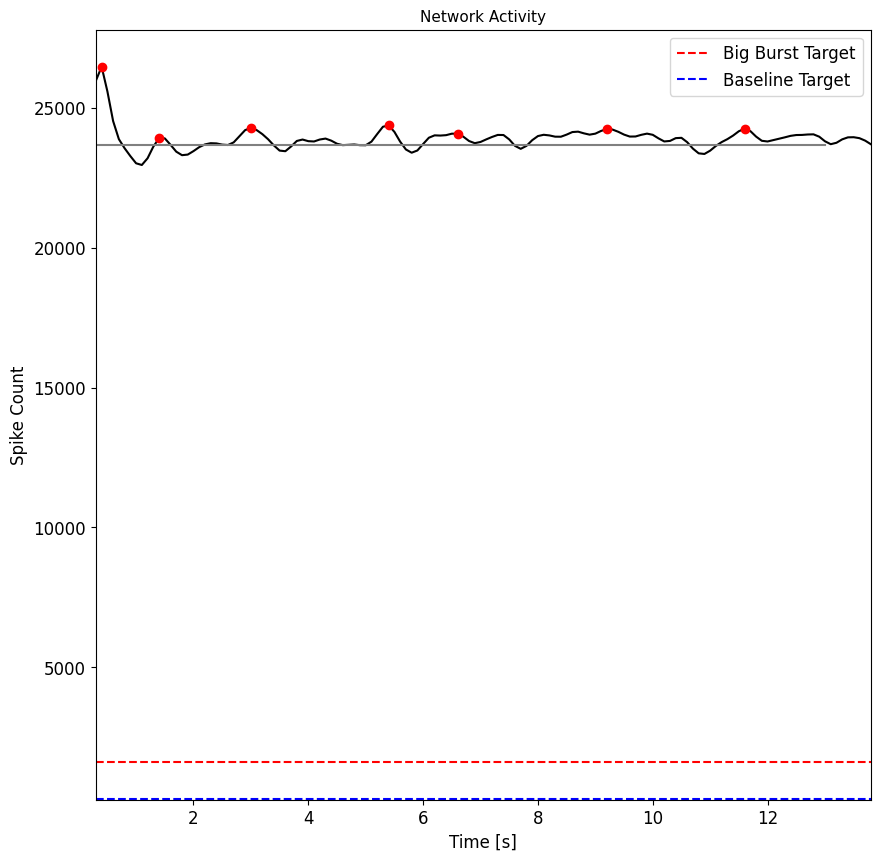 Network Activity
Big Burst Target
Baseline Target
25000
20000
15000
10000
5000
Spike Count
2 4 6 8 10 12
Time [s]